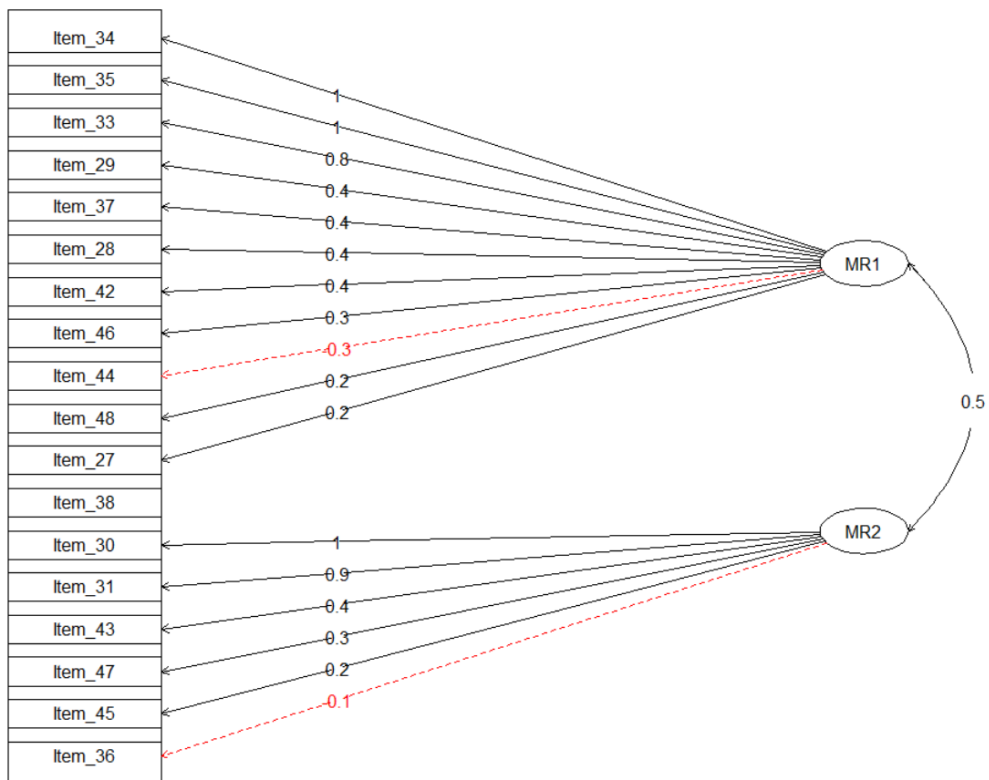 Item_34
Item_35
Item_33
Item_29
Item_37
Item_28
Item_42
Item_46
Item_44
Item_48
Item_27
Item_38
Item_30
Item_31
Item_43
Item_47
Item_45
Item_36
1
1
0.8
0.4
0.4
0.4
0.4
0.3
-0.3
0.2
0.2
1
0.9
0.4
0.3
0.2
-0.1
MR1
MR2
0.5